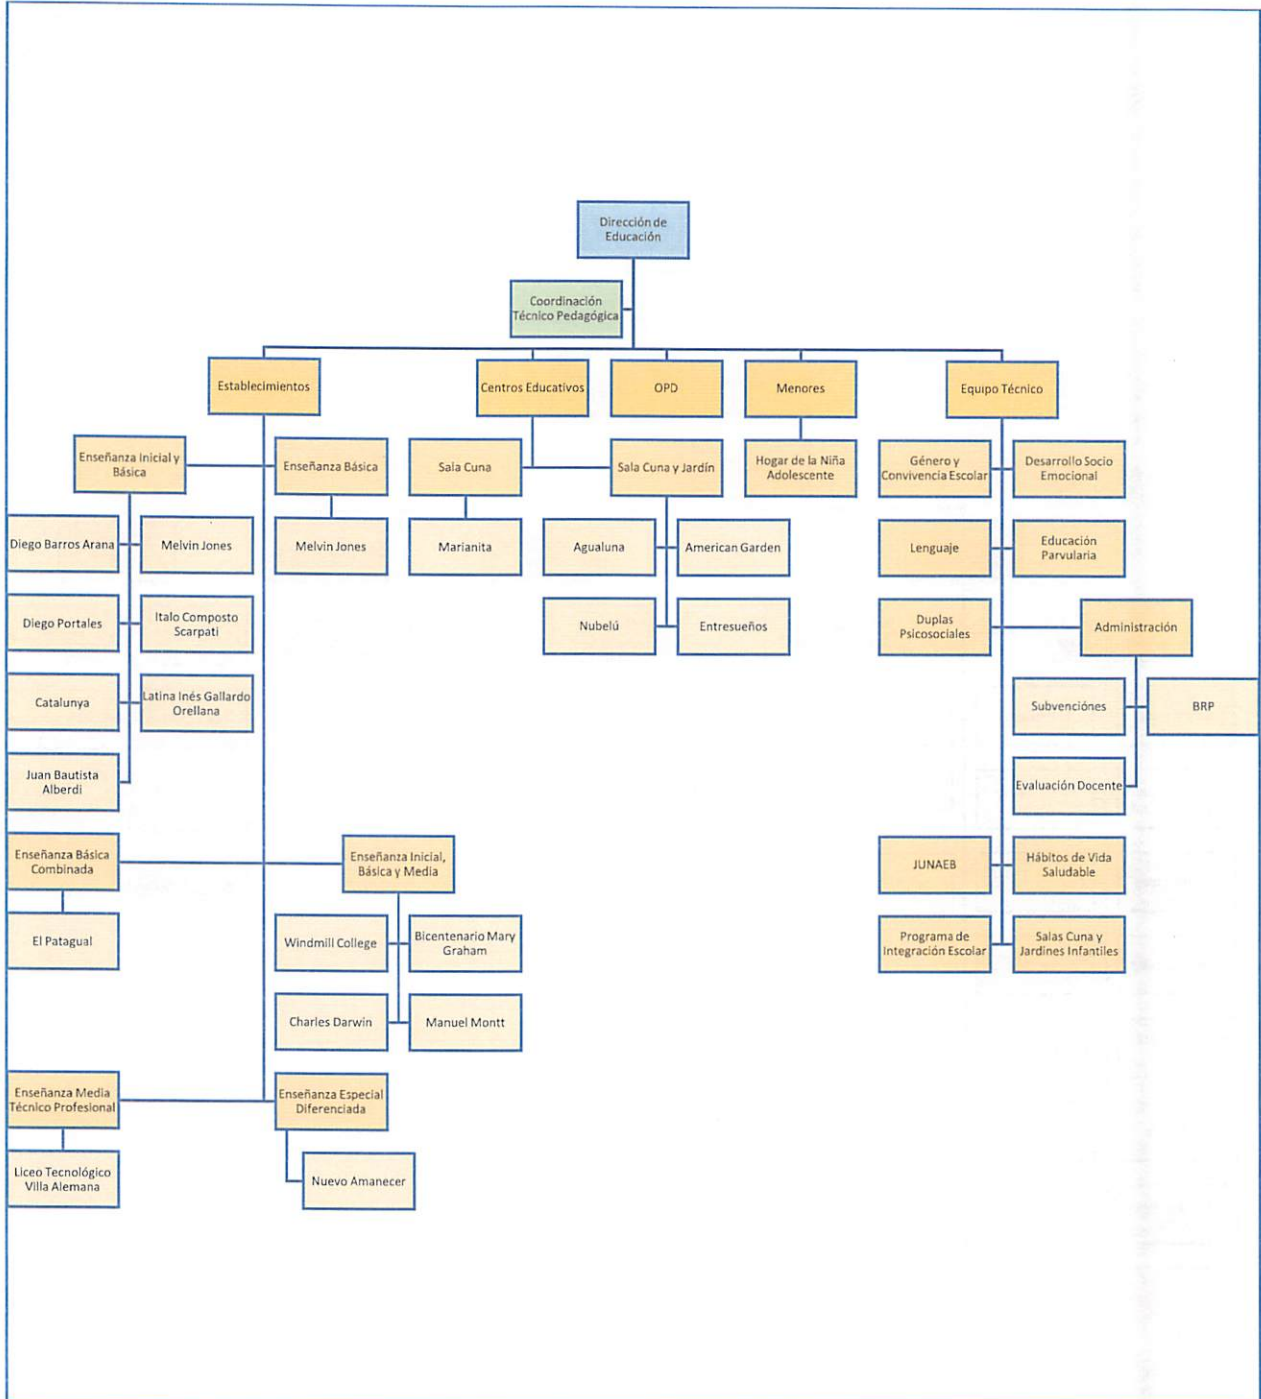 Dirección de
Educación
Coordinación
Técnico Pedagógica
Establecimientos
Centros Educativos
OPD
Menores
Equipo Técnico
Enseñanza Inicial y
Básica
Enseñanza Básica
Sala Cuna
Sala Cuna y Jardín
Hogar de la Niña
Adolescente
Género y
Convivencia Escolar
Desarrollo Socio
Emocional
Diego Barros Arana
Melvin Jones
Melvin Jones
Marianita
Agualuna
American Garden
Lenguaje
Educación
Parvularia
Diego Portales
Italo Composto
Scarpati
Nubelú
Entresueños
Duplas
Psicosociales
Administración
Catalunya
Latina Inés Gallardo
Orellana
Subvenciónes
BRP
Juan Bautista
Alberdi
Evaluación Docente
Enseñanza Básica
Combinada
Enseñanza Inicial,
Básica y Media
JUNAEB
Hábitos de Vida
Saludable
El Patagual
Windmill College
Bicentenario Mary
Graham
Programa de
Integración Escolar
Salas Cuna y
Jardines Infantiles
Charles Darwin
Manuel Montt
Enseñanza Media
Técnico Profesional
Enseñanza Especial
Diferenciada
Liceo Tecnológico
Villa Alemana
Nuevo Amanecer